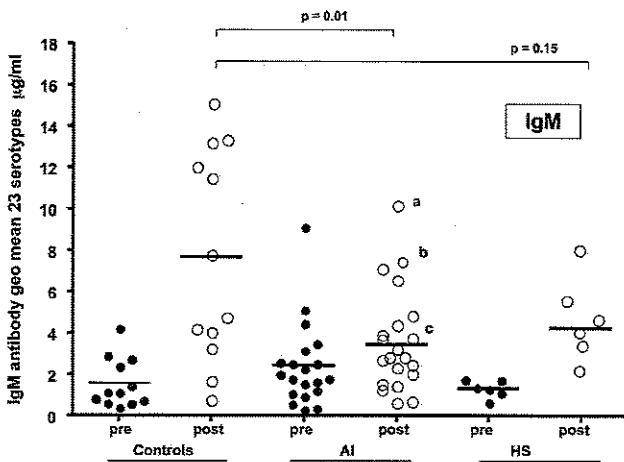 p = 0.01
p = 0.15
IgM
IgM antibody geo mean 23 serotypes µg/ml
18
16
14
12
10
8
6
4
2
0
a
b
c
pre post pre post pre post
Controls AI HS